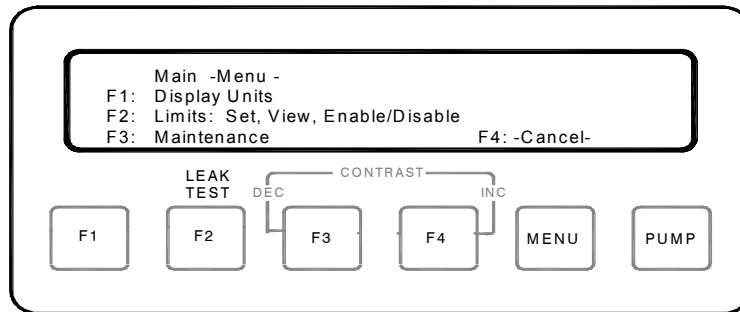 Main -Menu -
F1: Display Units
F2: Limits: Set, View, Enable/Disable
F3: Maintenance F4: -Cancel-
LEAK CONTRAST
TEST DEC INC
F1 F2 F3 F4 MENU PUMP